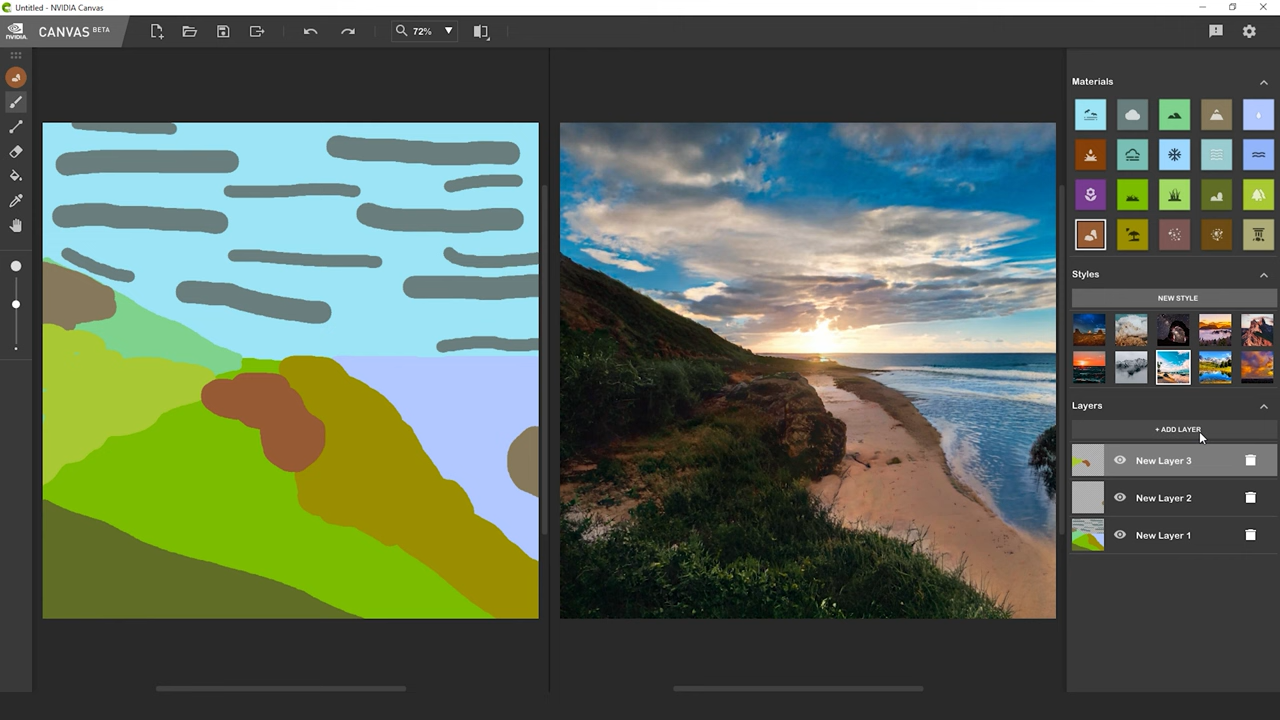 Untitled - NVIDIA Canvas
NVIDIA
CANVAS BETA
72%
Materials
Styles
NEW STYLE
Layers
+ ADD LAYER
New Layer 3
New Layer 2
New Layer 1